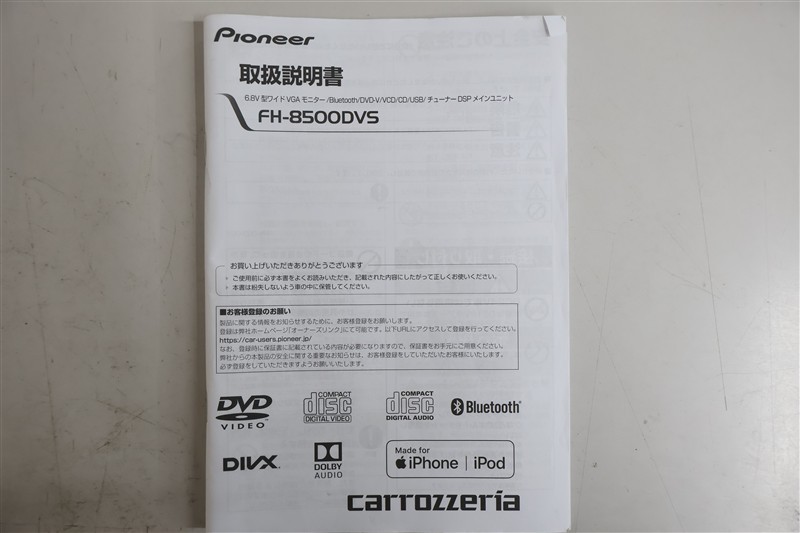 Pioneer
取扱説明書
6.8V型ワイドVGAモニター/Bluetooth/DVD-V/VCD/CD/USB/チューナーDSPメインユニット
FH-8500DVS
お買い上げいただきありがとうございます
ご使用前に必ず本書をよくお読みいただき、記載された内容にしたがって正しくお使いください。
本書は紛失しないよう車の中に保管してください。
■お客様登録のお願い
製品に関する情報をお知らせするために、お客様登録をお願いします。
登録は弊社ホームページ「オーナーズリンク」にて可能です。以下URLにアクセスして登録を行ってください。
https://car-users.pioneer.jp/
なお、登録時に保証書に記載されている内容が必要になりますので、保証書をお手元にご用意ください。
弊社からの本製品の安全に関する重要なお知らせは、お客様登録をしていただいたお客様にいたします。
必ず登録をしていただきますようお願いいたします。
DVD VIDEO
COMPACT disc DIGITAL VIDEO
COMPACT disc DIGITAL AUDIO
Bluetooth®
DIVX.
DOLBY AUDIO
Made for
iPhone | iPod
carrozzeria